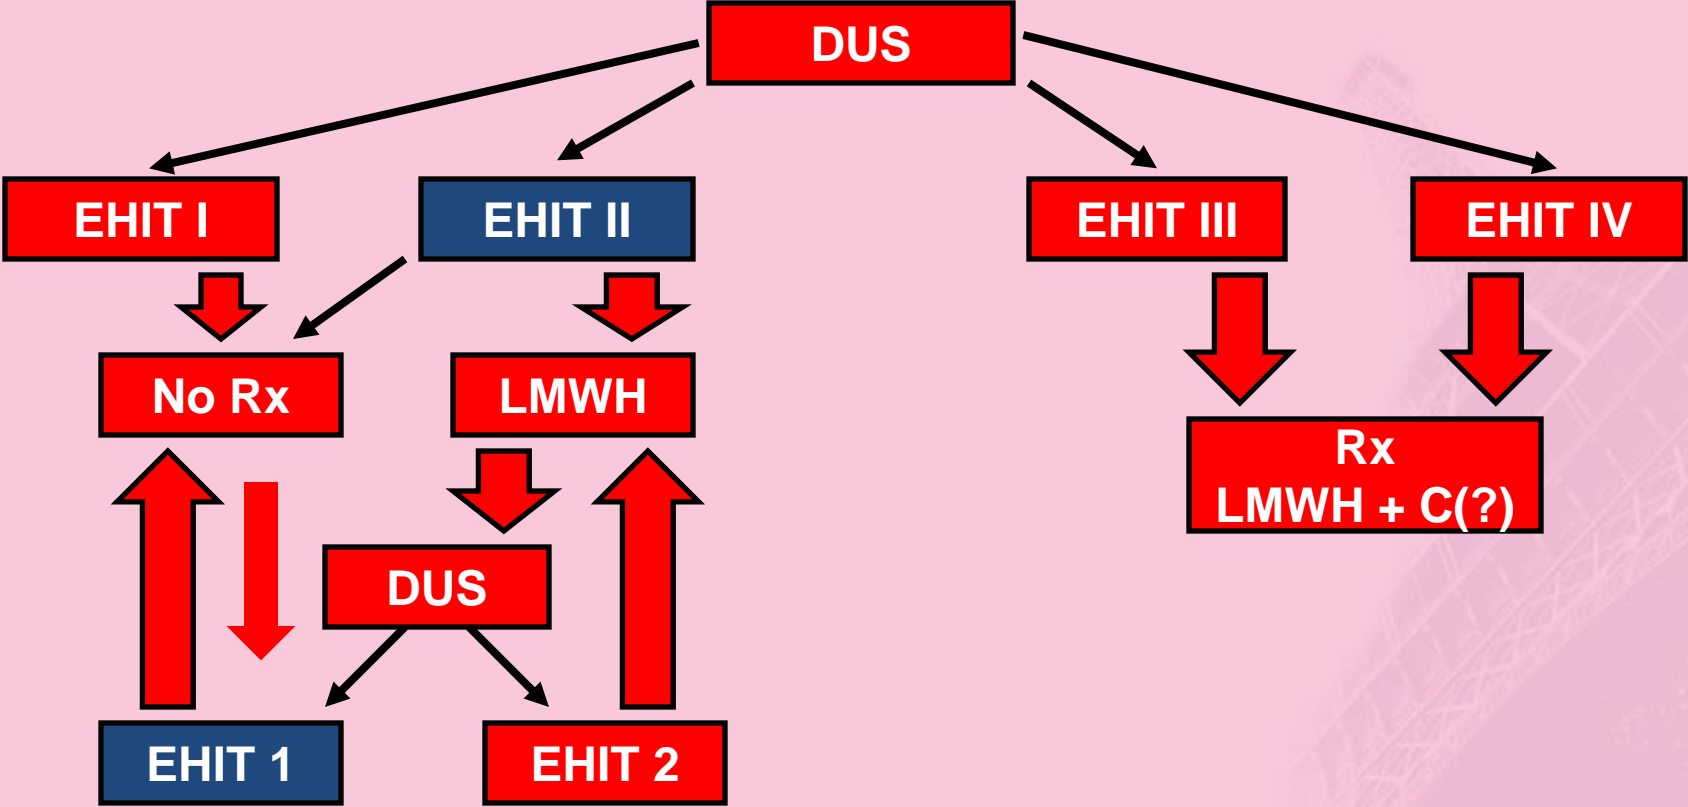 DUS
EHIT I
EHIT II
EHIT III
EHIT IV
No Rx
LMWH
Rx
LMWH + C(?)
DUS
EHIT 1
EHIT 2